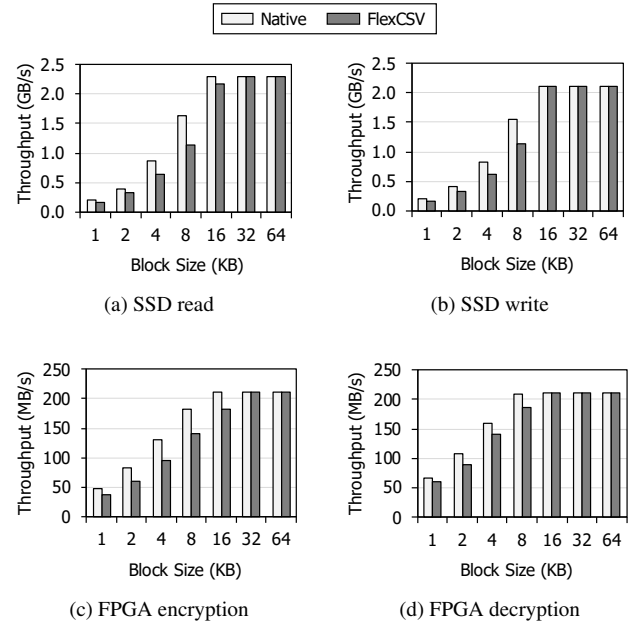 Native FlexCSV
Throughput (GB/s)
2.5
2.0
1.5
1.0
0.5
0.0
1 2 4 8 16 32 64
Block Size (KB)
(a) SSD read
Throughput (GB/s)
2.5
2.0
1.5
1.0
0.5
0.0
1 2 4 8 16 32 64
Block Size (KB)
(b) SSD write
Throughput (MB/s)
250
200
150
100
50
0
1 2 4 8 16 32 64
Block Size (KB)
(c) FPGA encryption
Throughput (MB/s)
250
200
150
100
50
0
1 2 4 8 16 32 64
Block Size (KB)
(d) FPGA decryption